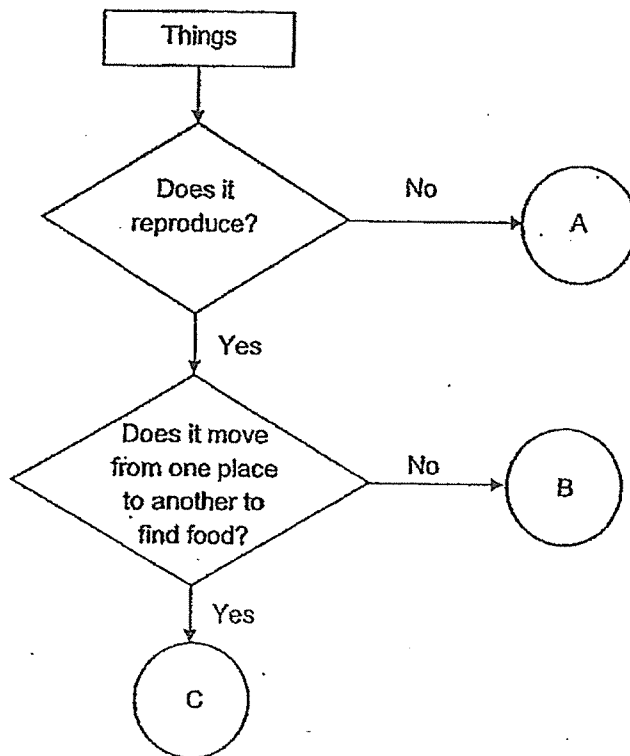 Things
Does it
reproduce?
No
A
Yes
Does it move
from one place
to another to
find food?
No
B
Yes
C